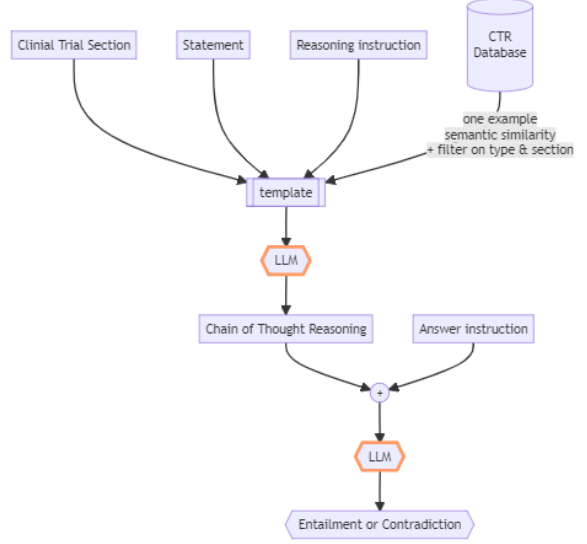 Clinial Trial Section
Statement
Reasoning instruction
CTR
Database
one example
semantic similarity
+ filter on type & section
template
LLM
Chain of Thought Reasoning
Answer instruction
+
LLM
Entailment or Contradiction